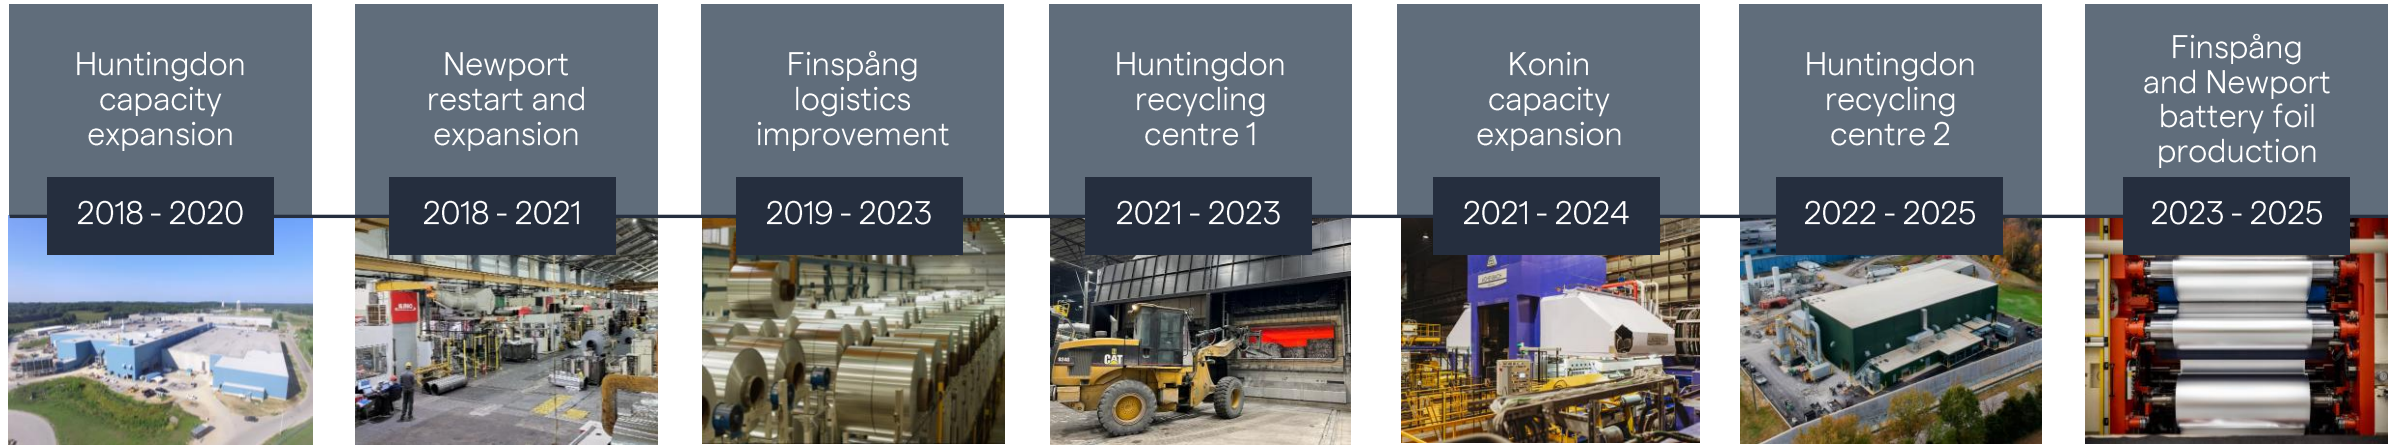 Huntingdon
capacity
expansion
2018 - 2020
Newport
restart and
expansion
2018 - 2021
Finspång
logistics
improvement
2019 - 2023
Huntingdon
recycling
centre 1
2021 - 2023
CAT
Konin
capacity
expansion
2021 - 2024
Huntingdon
recycling
centre 2
2022 - 2025
Finspång
and Newport
battery foil
production
2023 - 2025